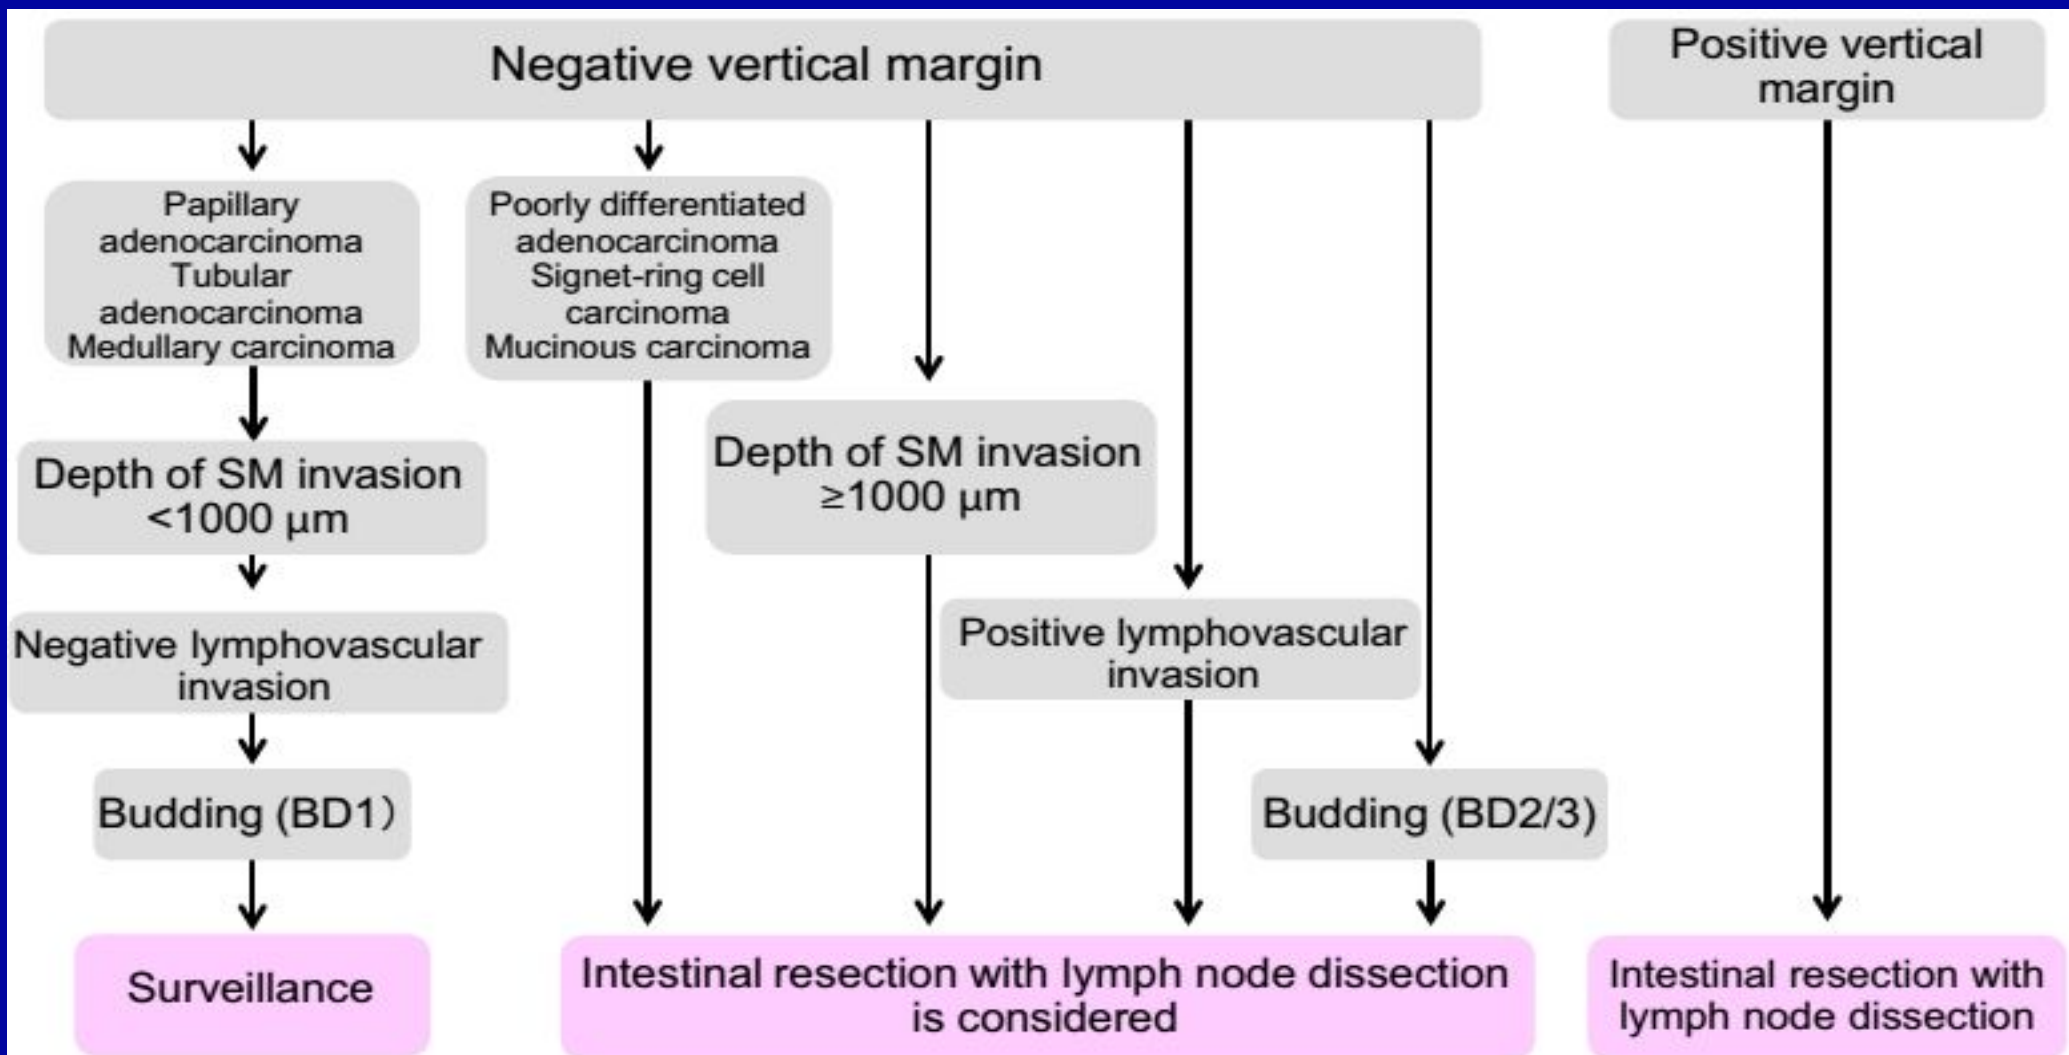 Negative vertical margin
Positive vertical
margin
Papillary
adenocarcinoma
Tubular
adenocarcinoma
Medullary carcinoma
Poorly differentiated
adenocarcinoma
Signet-ring cell
carcinoma
Mucinous carcinoma
Depth of SM invasion
<1000 μm
Depth of SM invasion
≥1000 μm
Negative lymphovascular
invasion
Positive lymphovascular
invasion
Budding (BD1）
Budding (BD2/3)
Surveillance
Intestinal resection with lymph node dissection
is considered
Intestinal resection with
lymph node dissection